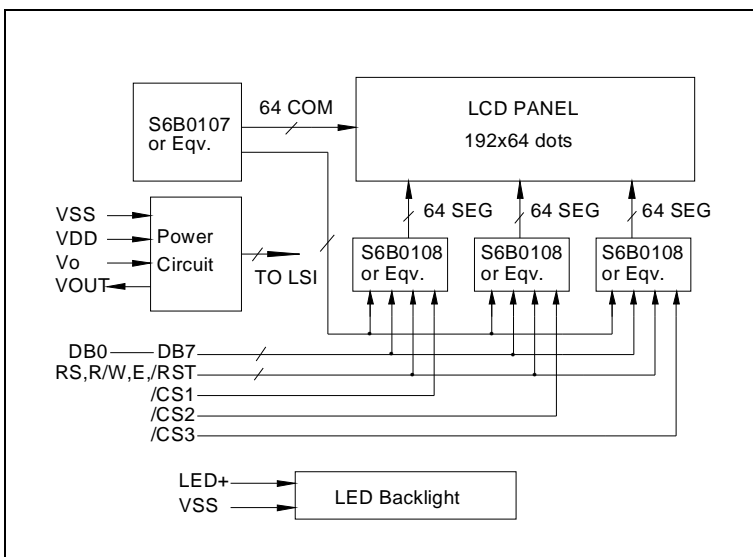 S6B0107
or Eqv.
64 COM
LCD PANEL
192x64 dots
64 SEG
64 SEG
64 SEG
VSS
VDD
Vo
VOUT
Power
Circuit
TO LSI
S6B0108
or Eqv.
S6B0108
or Eqv.
S6B0108
or Eqv.
DB0 DB7
RS,R/W,E,/RST
/CS1
/CS2
/CS3
LED+
VSS
LED Backlight